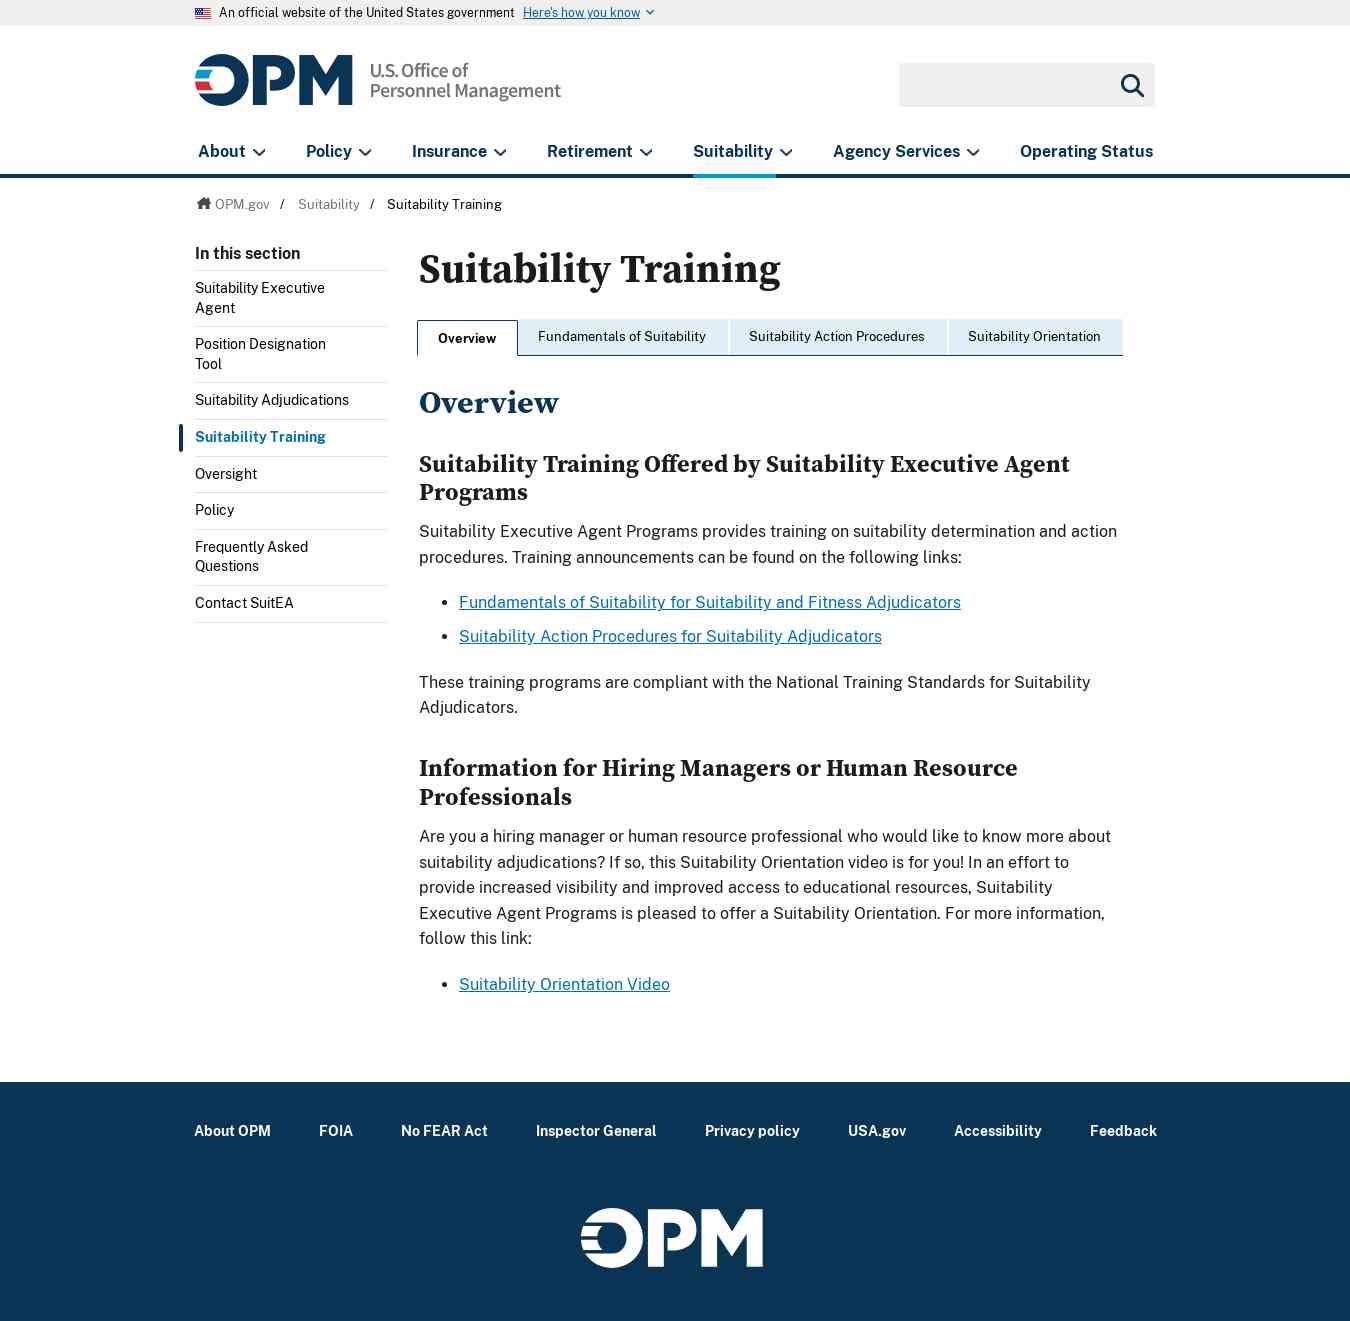 An official website of the United States government Here's how you know
OPM U.S. Office of
Personnel Management
About Policy Insurance Retirement Suitability Agency Services Operating Status
OPM.gov / Suitability / Suitability Training
In this section
Suitability Executive
Agent
Position Designation
Tool
Suitability Adjudications
Suitability Training
Oversight
Policy
Frequently Asked
Questions
Contact SuitEA
Suitability Training
Overview Fundamentals of Suitability Suitability Action Procedures Suitability Orientation
Overview
Suitability Training Offered by Suitability Executive Agent
Programs
Suitability Executive Agent Programs provides training on suitability determination and action
procedures. Training announcements can be found on the following links:
• Fundamentals of Suitability for Suitability and Fitness Adjudicators
• Suitability Action Procedures for Suitability Adjudicators
These training programs are compliant with the National Training Standards for Suitability
Adjudicators.
Information for Hiring Managers or Human Resource
Professionals
Are you a hiring manager or human resource professional who would like to know more about
suitability adjudications? If so, this Suitability Orientation video is for you! In an effort to
provide increased visibility and improved access to educational resources, Suitability
Executive Agent Programs is pleased to offer a Suitability Orientation. For more information,
follow this link:
• Suitability Orientation Video
About OPM FOIA No FEAR Act Inspector General Privacy policy USA.gov Accessibility Feedback
OPM